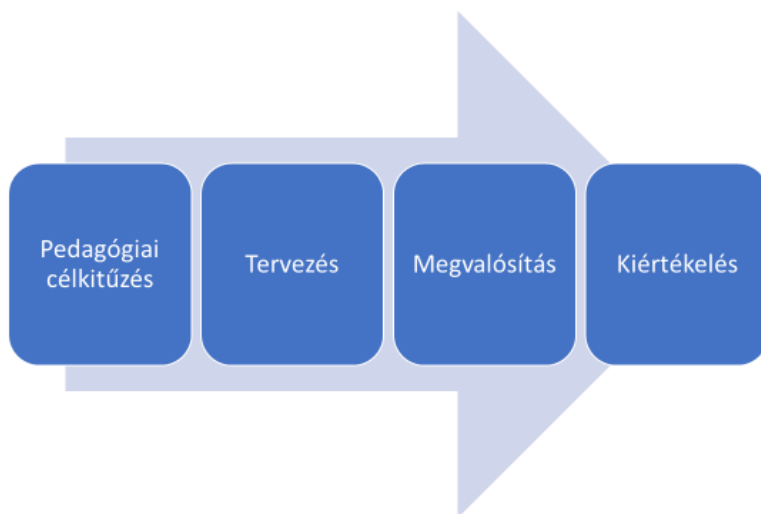 Pedagógiai
célkitűzés
Tervezés
Megvalósítás
Kiértékelés